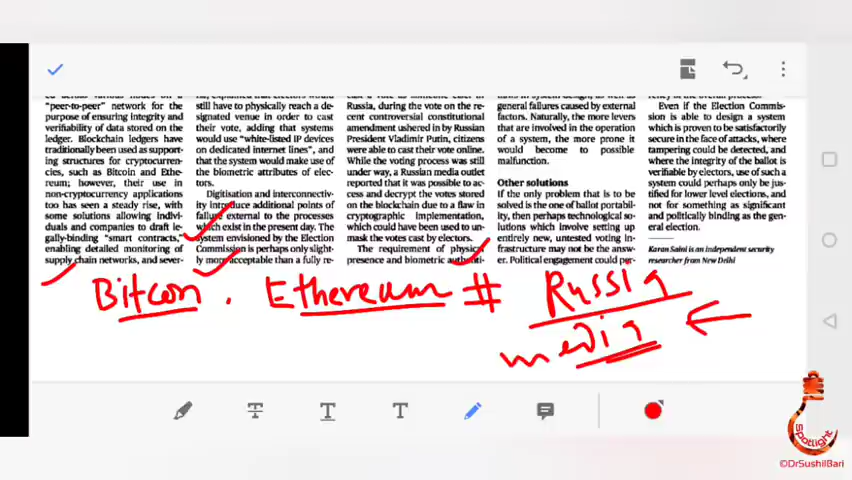 "peer-to-peer" network for the
purpose of ensuring integrity and
verifiability of data stored on the
ledger. Blockchain ledgers have
traditionally been used as support-
ing structures for cryptocurren-
cies, such as Bitcoin and Ethe-
reum; however, their use in
non-cryptocurrency applications
too has seen a steady rise, with
some solutions allowing indivi-
duals and companies to draft le-
gally-binding "smart contracts,"
enabling detailed monitoring of
supply chain networks, and sever-
still have to physically reach a de-
signated venue in order to cast
their vote, adding that systems
would use "white-listed IP devices
on dedicated internet lines", and
that the system would make use of
the biometric attributes of elec-
tors.
Digitisation and interconnectiv-
ity introduce additional points of
failure external to the processes
which exist in the present day. The
system envisioned by the Election
Commission is perhaps only slight-
ly more acceptable than a fully re-
Russia, during the vote on the re-
cent controversial constitutional
amendment ushered in by Russian
President Vladimir Putin, citizens
were able to cast their vote online.
While the voting process was still
under way, a Russian media outlet
reported that it was possible to ac-
cess and decrypt the votes stored
on the blockchain due to a flaw in
cryptographic implementation,
which could have been used to un-
mask the votes cast by electors.
The requirement of physical
presence and biometric authenti-
general failures caused by external
factors. Naturally, the more levers
that are involved in the operation
of a system, the more prone it
would become to possible
malfunction.
Other solutions
If the only problem that is to be
solved is the one of ballot portabil-
ity, then perhaps technological so-
lutions which involve setting up
entirely new, untested voting in-
frastructure may not be the answ-
er. Political engagement could per-
Even if the Election Commis-
sion is able to design a system
which is proven to be satisfactorily
secure in the face of attacks, where
tampering could be detected, and
where the integrity of the ballot is
verifiable by electors, use of such a
system could perhaps only be jus-
tified for lower level elections, and
not for something as significant
and politically binding as the gen-
eral election.
Karan Saini is an independent security
researcher from New Delhi
Bitcon . Ethereum # Russia
media
T T T
Spotlight
©DrSushilBari